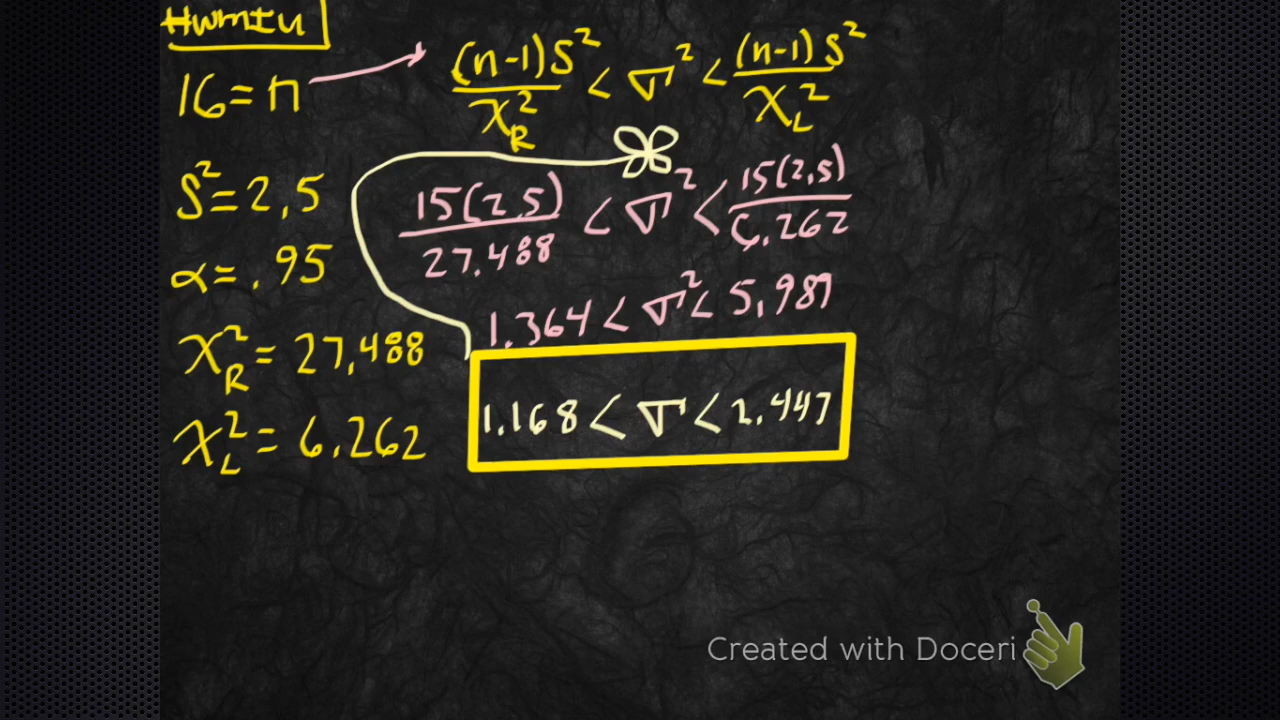 16=n
(n-1)S² / χ²R < σ² < (n-1)S² / χ²L
S²=2,5
15(2.5) / 27.488 < σ² < 15(2,5) / 6.262
α=.95
1.364 < σ² < 5,989
χ²R = 27,488
1.168 < σ < 2.447
χ²L = 6.262
Created with Doceri